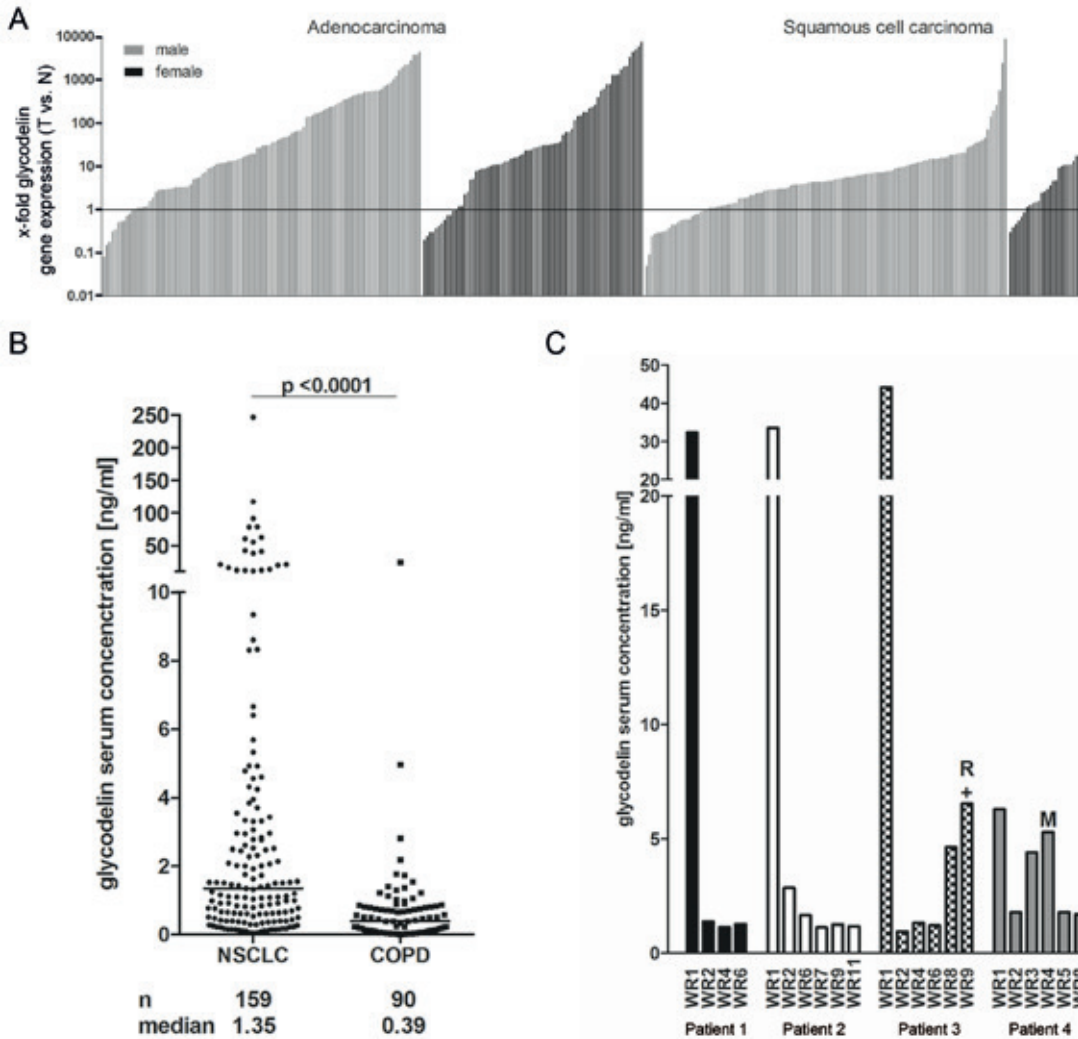 A
Adenocarcinoma
Squamous cell carcinoma
male
female
x-fold glycodelin
gene expression (T vs. N)
10000
1000
100
10
1
0.1
0.01
B
p <0.0001
glycodelin serum concenctration [ng/ml]
250
200
150
100
50
10
8
6
4
2
0
NSCLC COPD
n 159 90
median 1.35 0.39
C
glycodelin serum concentration [ng/ml]
50
40
30
20
20
15
10
5
0
R
+
M
WR1 WR2 WR4 WR6 WR1 WR2 WR6 WR7 WR9 WR11 WR1 WR2 WR4 WR6 WR8 WR9 WR1 WR2 WR3 WR4 WR5
Patient 1 Patient 2 Patient 3 Patient 4